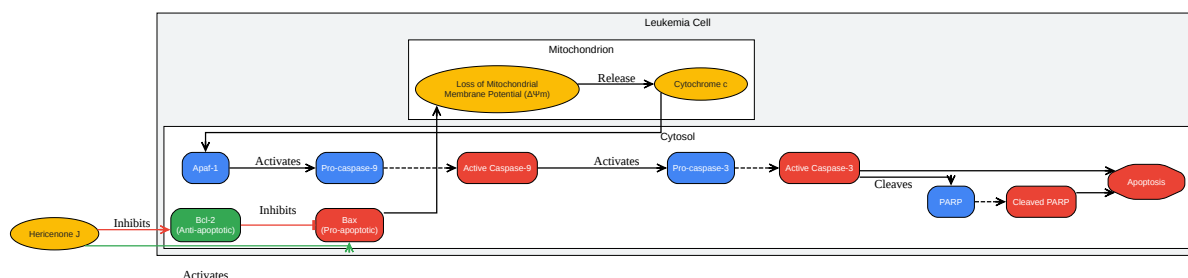 Leukemia Cell
Mitochondrion
Loss of Mitochondrial
Membrane Potential (ΔΨm)
Release
Cytochrome c
Cytosol
Apaf-1
Activates
Pro-caspase-9
Active Caspase-9
Activates
Pro-caspase-3
Active Caspase-3
Cleaves
PARP
Cleaved PARP
Apoptosis
Hericenone J
Inhibits
Bcl-2
(Anti-apoptotic)
Inhibits
Bax
(Pro-apoptotic)
Activates